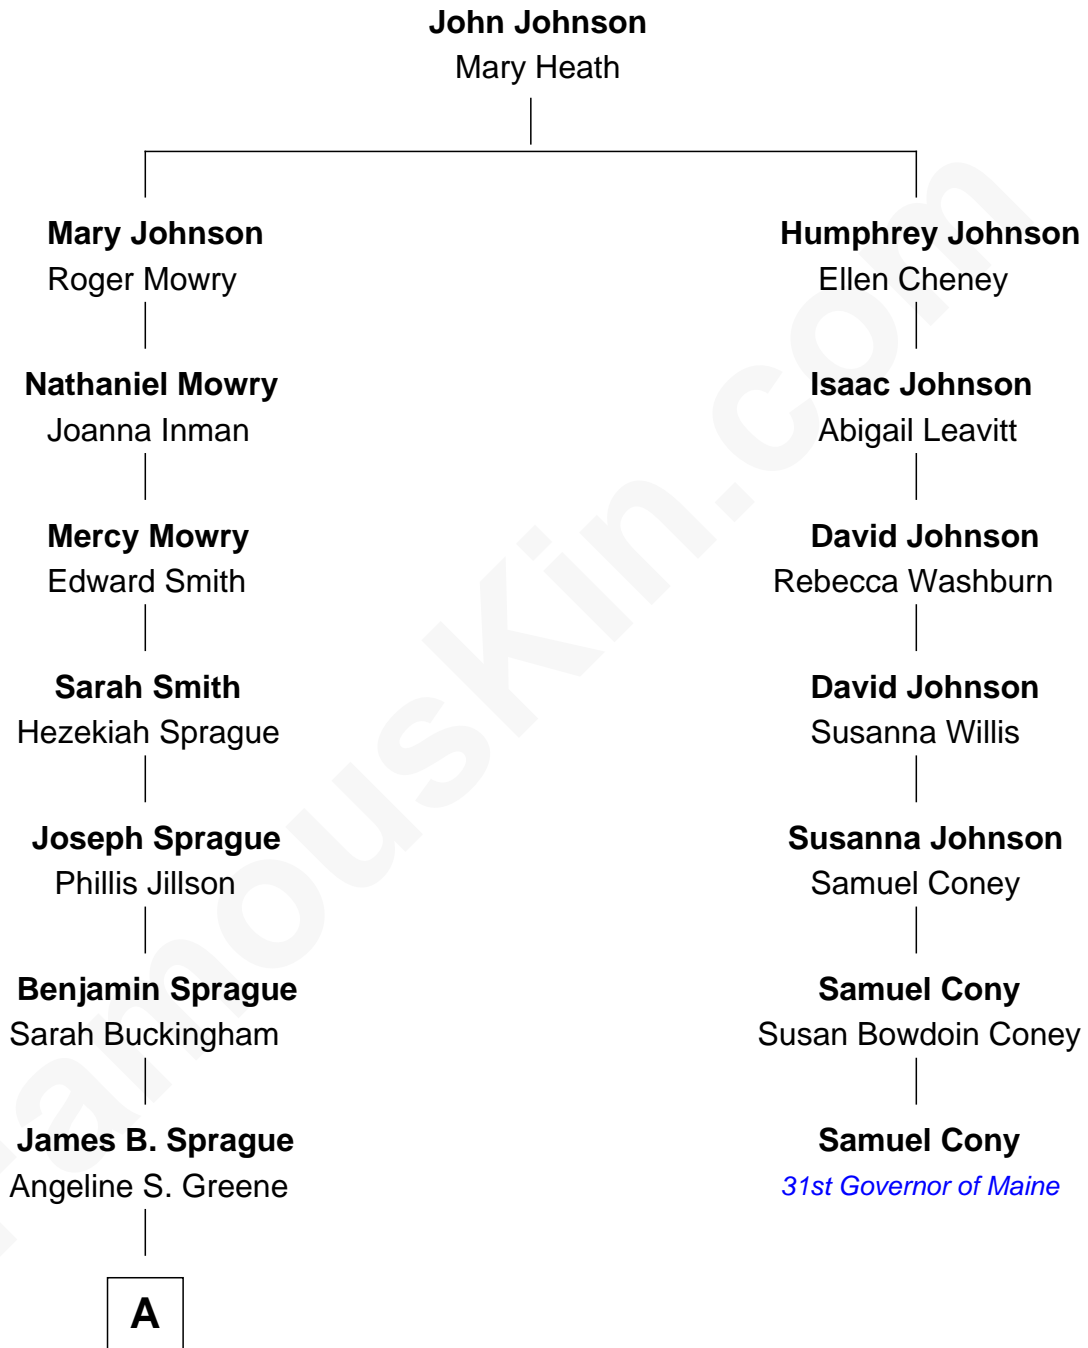 John Johnson
Mary Heath
Mary Johnson
Roger Mowry
Humphrey Johnson
Ellen Cheney
Nathaniel Mowry
Joanna Inman
Isaac Johnson
Abigail Leavitt
Mercy Mowry
Edward Smith
David Johnson
Rebecca Washburn
Sarah Smith
Hezekiah Sprague
David Johnson
Susanna Willis
Joseph Sprague
Phillis Jillson
Susanna Johnson
Samuel Coney
Benjamin Sprague
Sarah Buckingham
Samuel Cony
Susan Bowdoin Coney
James B. Sprague
Angeline S. Greene
Samuel Cony
31st Governor of Maine
A
FamousKin.com